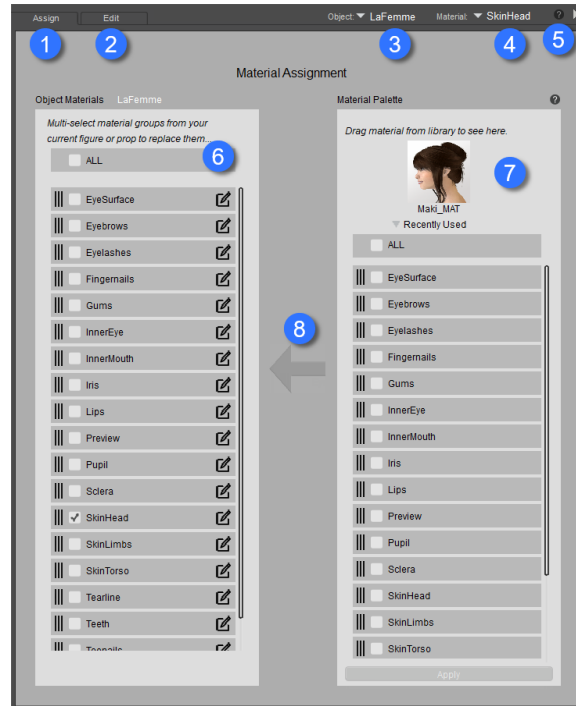 Assign
Edit
Object: LaFemme
Material: SkinHead
?
1
2
3
4
5
Material Assignment
Object Materials LaFemme
Multi-select material groups from your
current figure or prop to replace them...
6
ALL
EyeSurface
Eyebrows
Eyelashes
Fingernails
Gums
InnerEye
InnerMouth
Iris
Lips
Preview
Pupil
Sclera
SkinHead
SkinLimbs
SkinTorso
Tearline
Teeth
Toenails
8
Material Palette
?
Drag material from library to see here.
7
Maki_MAT
Recently Used
ALL
EyeSurface
Eyebrows
Eyelashes
Fingernails
Gums
InnerEye
InnerMouth
Iris
Lips
Preview
Pupil
Sclera
SkinHead
SkinLimbs
SkinTorso
Apply